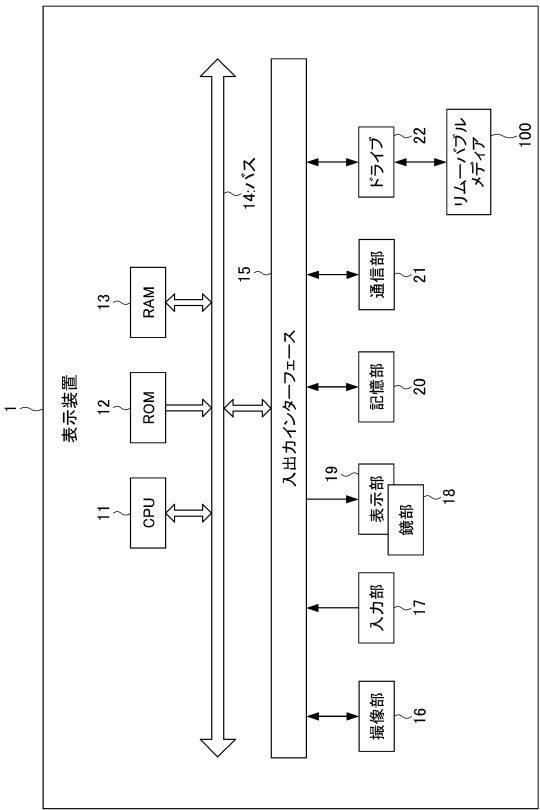 1
表示装置
11
CPU
12
ROM
13
RAM
14:バス
15
入出力インターフェース
撮像部
16
入力部
17
19
表示部
鏡部
18
記憶部
20
通信部
21
ドライブ
22
リムーバブル
メディア
100